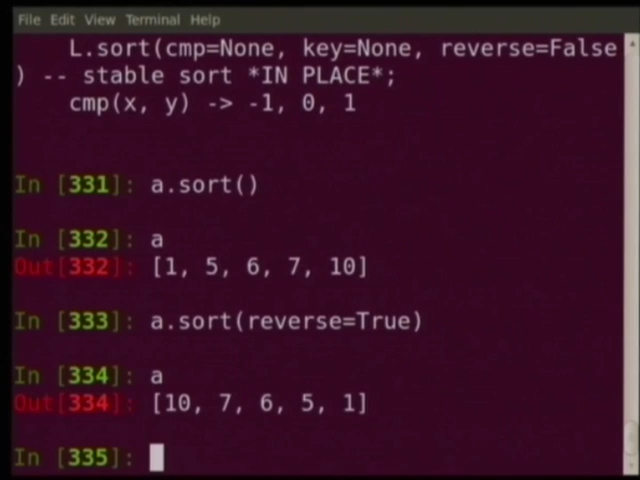 File Edit View Terminal Help
L.sort(cmp=None, key=None, reverse=False
) -- stable sort *IN PLACE*;
cmp(x, y) -> -1, 0, 1
In [331]: a.sort()
In [332]: a
Out[332]: [1, 5, 6, 7, 10]
In [333]: a.sort(reverse=True)
In [334]: a
Out[334]: [10, 7, 6, 5, 1]
In [335]: